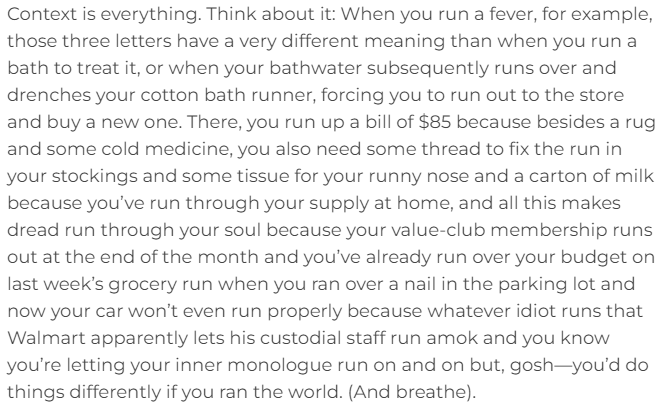 Context is everything. Think about it: When you run a fever, for example,
those three letters have a very different meaning than when you run a
bath to treat it, or when your bathwater subsequently runs over and
drenches your cotton bath runner, forcing you to run out to the store
and buy a new one. There, you run up a bill of $85 because besides a rug
and some cold medicine, you also need some thread to fix the run in
your stockings and some tissue for your runny nose and a carton of milk
because you’ve run through your supply at home, and all this makes
dread run through your soul because your value-club membership runs
out at the end of the month and you’ve already run over your budget on
last week’s grocery run when you ran over a nail in the parking lot and
now your car won’t even run properly because whatever idiot runs that
Walmart apparently lets his custodial staff run amok and you know
you’re letting your inner monologue run on and on but, gosh—you’d do
things differently if you ran the world. (And breathe).